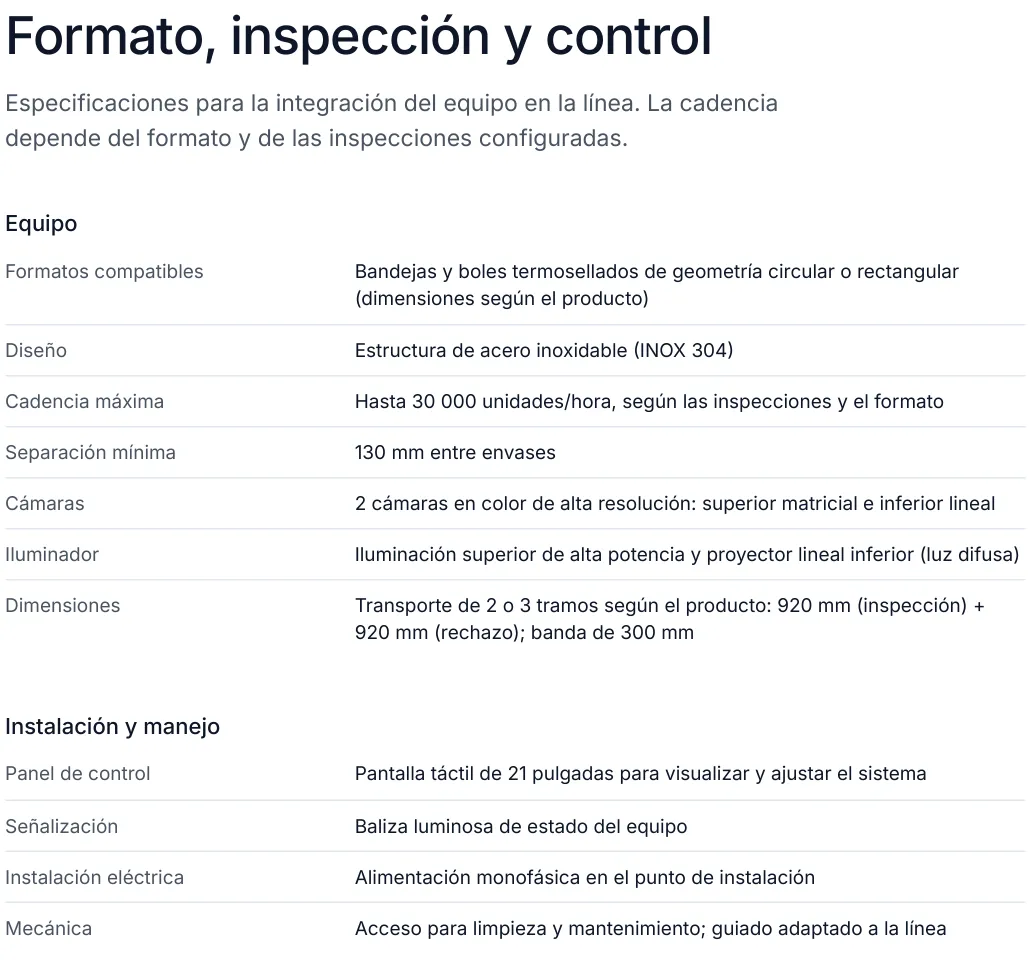 Formato, inspección y control
Especificaciones para la integración del equipo en la línea. La cadencia
depende del formato y de las inspecciones configuradas.
Equipo
Formatos compatibles
Bandejas y boles termosellados de geometría circular o rectangular
(dimensiones según el producto)
Diseño
Estructura de acero inoxidable (INOX 304)
Cadencia máxima
Hasta 30 000 unidades/hora, según las inspecciones y el formato
Separación mínima
130 mm entre envases
Cámaras
2 cámaras en color de alta resolución: superior matricial e inferior lineal
Iluminador
Iluminación superior de alta potencia y proyector lineal inferior (luz difusa)
Dimensiones
Transporte de 2 o 3 tramos según el producto: 920 mm (inspección) +
920 mm (rechazo); banda de 300 mm
Instalación y manejo
Panel de control
Pantalla táctil de 21 pulgadas para visualizar y ajustar el sistema
Señalización
Baliza luminosa de estado del equipo
Instalación eléctrica
Alimentación monofásica en el punto de instalación
Mecánica
Acceso para limpieza y mantenimiento; guiado adaptado a la línea